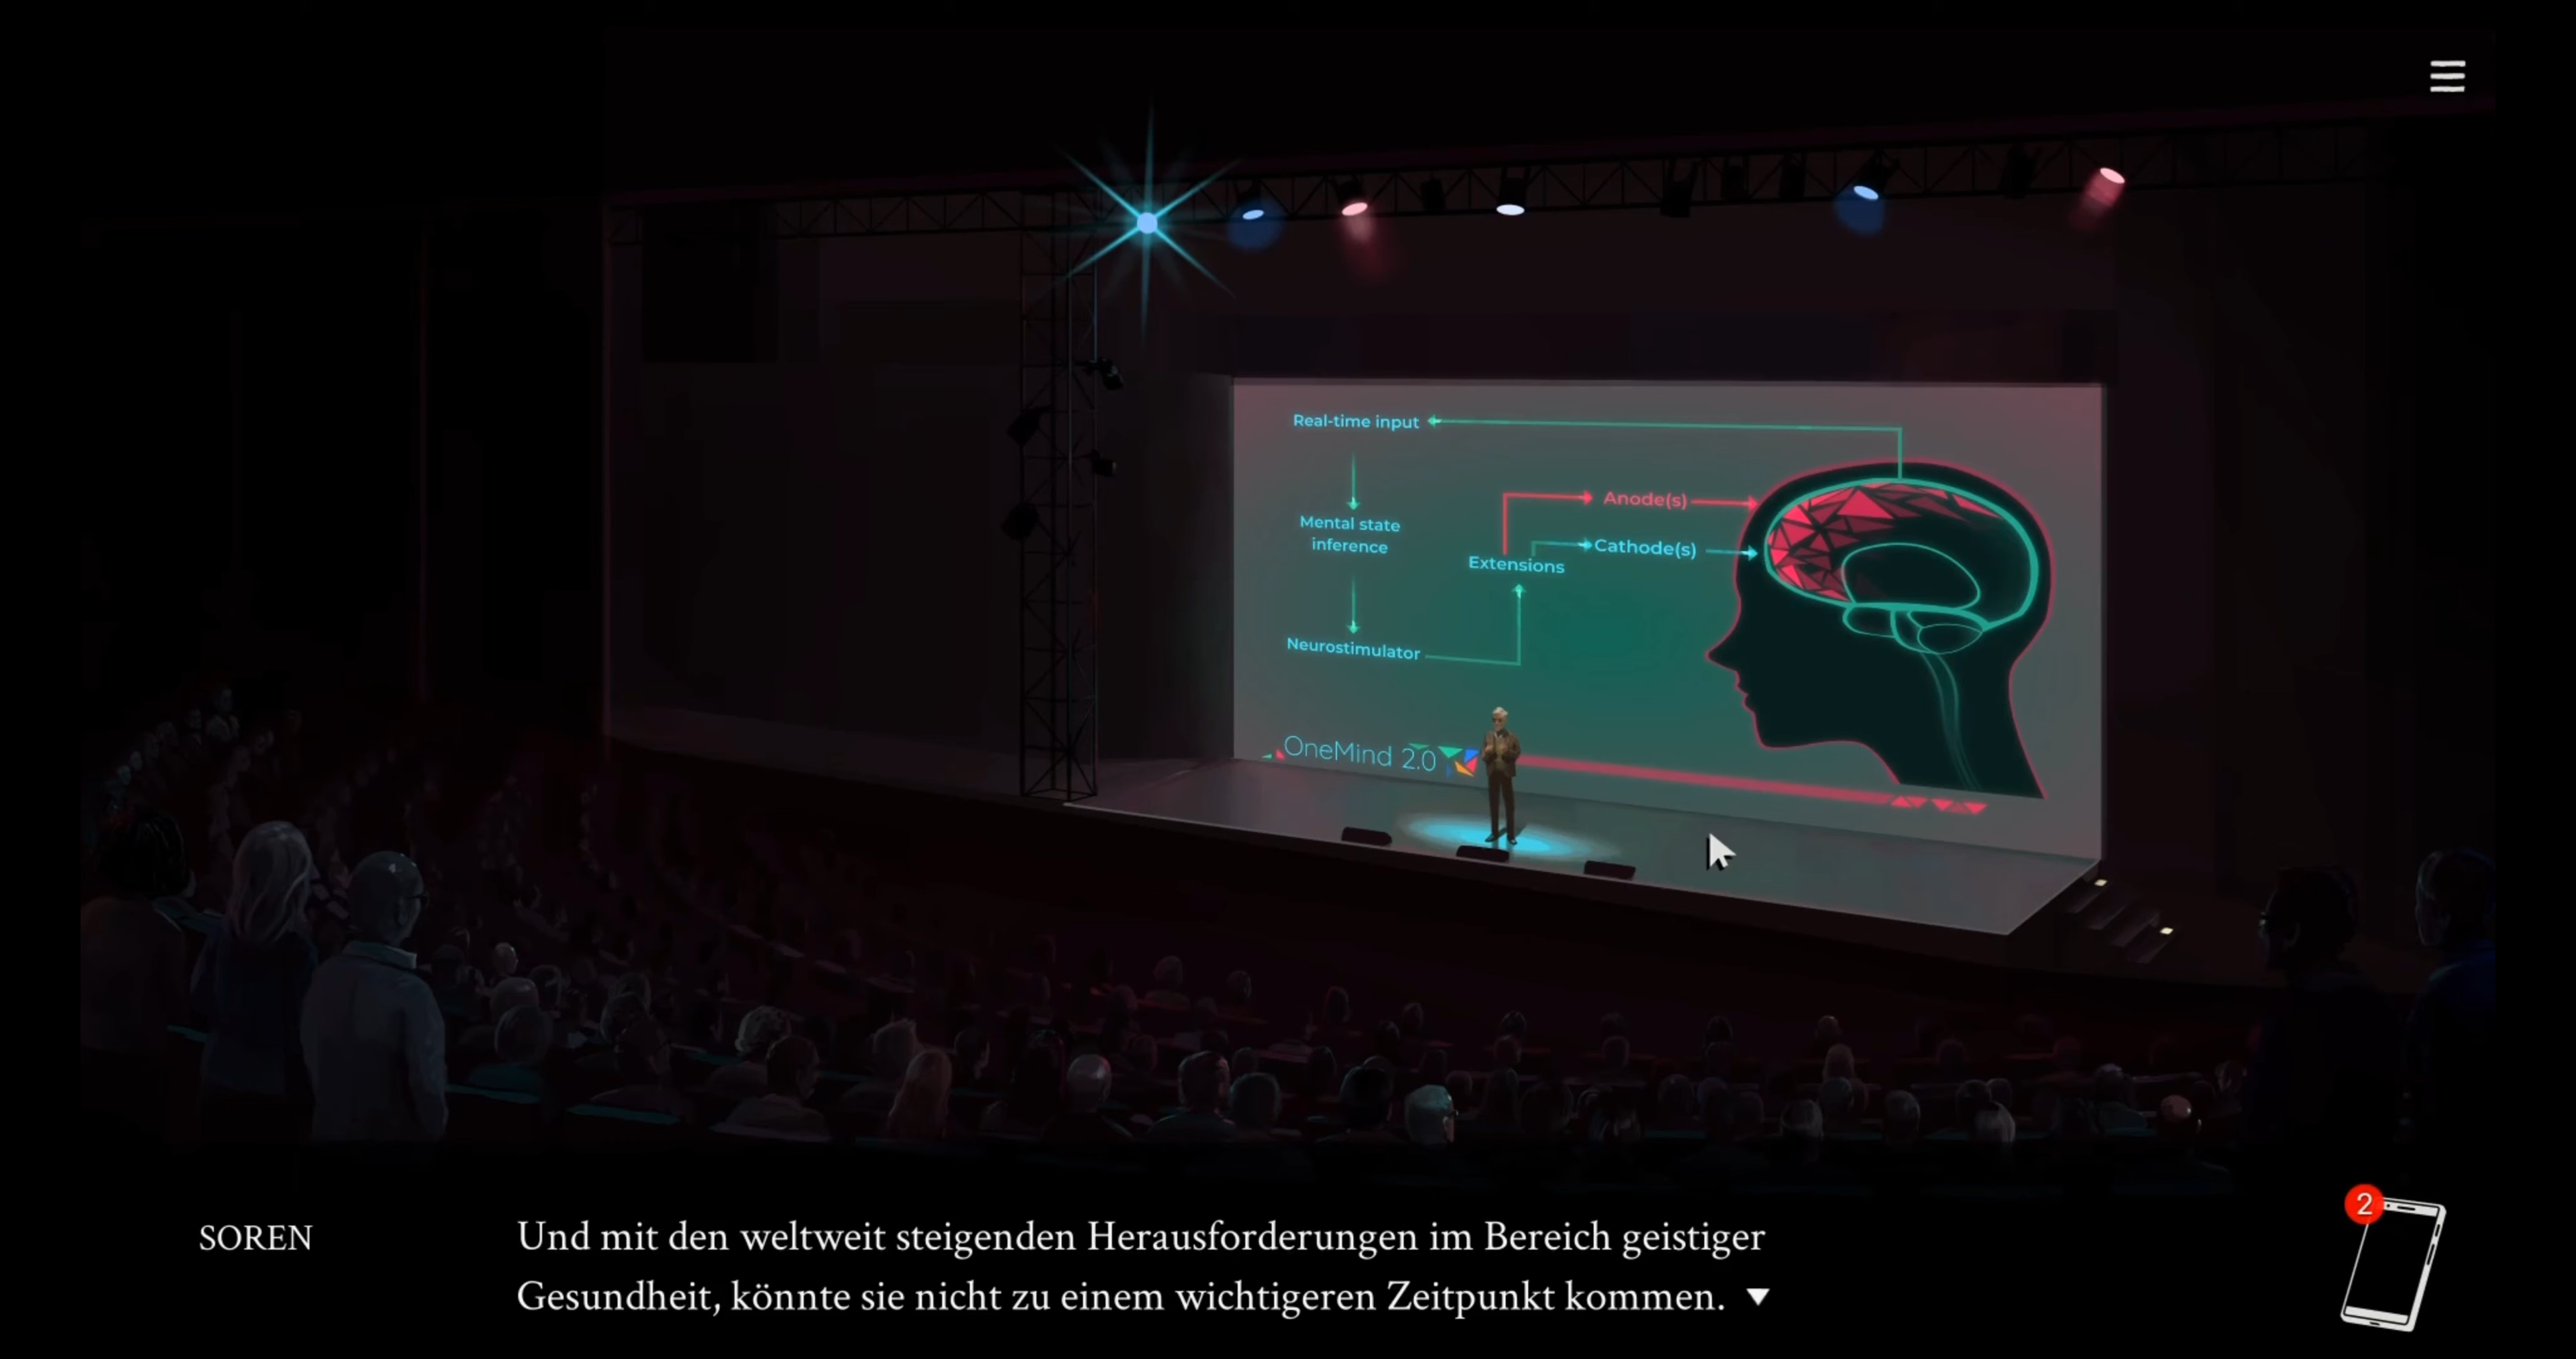 Real-time input
Mental state
inference
Neurostimulator
Extensions
Anode(s)
Cathode(s)
OneMind 2.0
SOREN
Und mit den weltweit steigenden Herausforderungen im Bereich geistiger
Gesundheit, könnte sie nicht zu einem wichtigeren Zeitpunkt kommen.
2